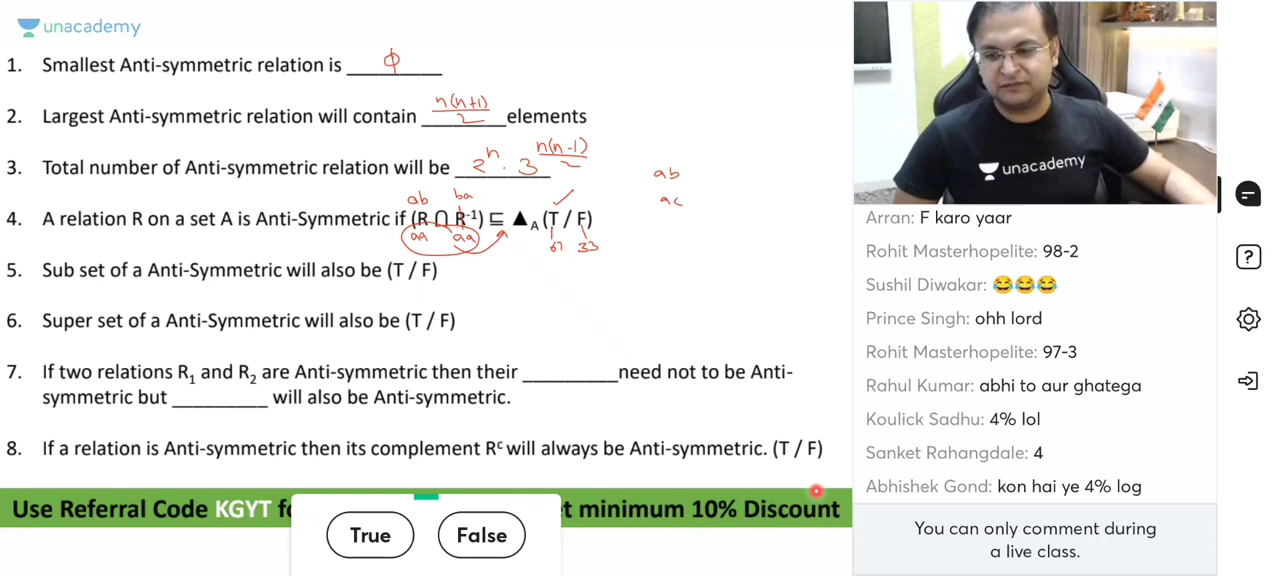 unacademy
1. Smallest Anti-symmetric relation is ______ ϕ
2. Largest Anti-symmetric relation will contain ______ n(n+1)/2 elements
3. Total number of Anti-symmetric relation will be ______ 2ⁿ · 3^(n(n-1)/2)
ab
ac
ab ba
4. A relation R on a set A is Anti-Symmetric if (R ⋂ R⁻¹) ⊑ ▲A (T / F) ✓
aa aa 67 33
5. Sub set of a Anti-Symmetric will also be (T / F)
6. Super set of a Anti-Symmetric will also be (T / F)
7. If two relations R₁ and R₂ are Anti-symmetric then their _________need not to be Anti-
symmetric but _________ will also be Anti-symmetric.
8. If a relation is Anti-symmetric then its complement Rᶜ will always be Anti-symmetric. (T / F)
Use Referral Code KGYT fo
t minimum 10% Discount
True
False
unacademy
Arran: F karo yaar
Rohit Masterhopelite: 98-2
Sushil Diwakar: 😂😂😂
Prince Singh: ohh lord
Rohit Masterhopelite: 97-3
Rahul Kumar: abhi to aur ghatega
Koulick Sadhu: 4% lol
Sanket Rahangdale: 4
Abhishek Gond: kon hai ye 4% log
You can only comment during
a live class.
?